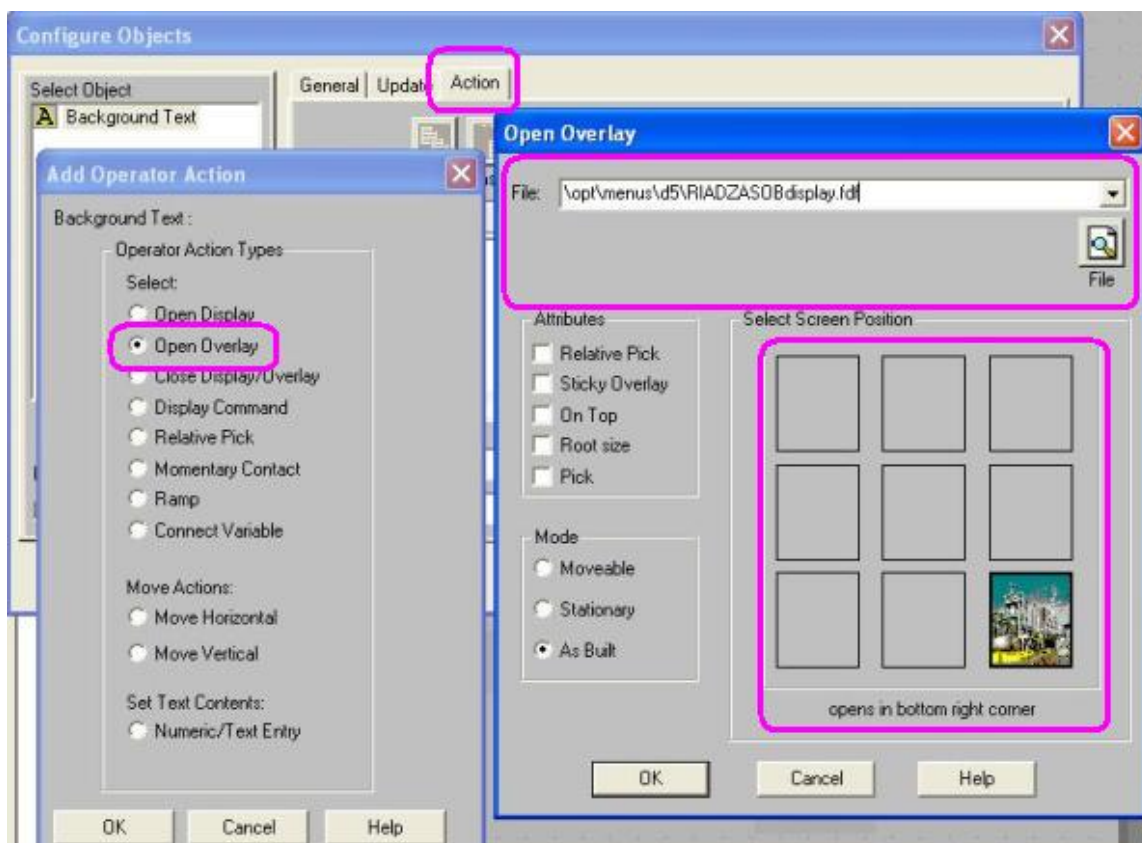 Configure Objects
Select Object
Background Text
General
Update
Action
Add Operator Action
Background Text :
Operator Action Types
Select:
Open Display
Open Overlay
Close Display/Overlay
Display Command
Relative Pick
Momentary Contact
Ramp
Connect Variable
Move Actions:
Move Horizontal
Move Vertical
Set Text Contents:
Numeric/Text Entry
OK
Cancel
Help
Open Overlay
File: \opt\menus\d5\RIADZASOBdisplay.fdf
File
Attributes
Relative Pick
Sticky Overlay
On Top
Root size
Pick
Mode
Moveable
Stationary
As Built
Select Screen Position
opens in bottom right corner
OK
Cancel
Help